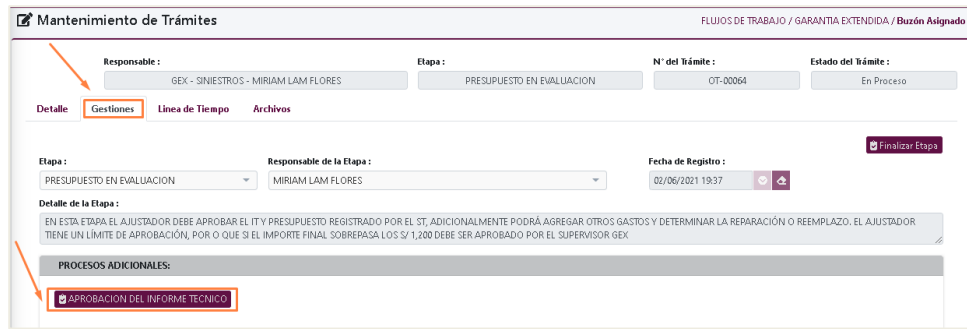 Mantenimiento de Trámites
FLUJOS DE TRABAJO / GARANTIA EXTENDIDA / Buzón Asignado
Responsable : Etapa : N° del Trámite : Estado del Trámite :
GEX - SINIESTROS - MIRIAM LAM FLORES PRESUPUESTO EN EVALUACION OT-00064 En Proceso
Detalle Gestiones Linea de Tiempo Archivos
Finalizar Etapa
Etapa : Responsable de la Etapa : Fecha de Registro :
PRESUPUESTO EN EVALUACION MIRIAM LAM FLORES 02/06/2021 19:37
Detalle de la Etapa :
EN ESTA ETAPA EL AJUSTADOR DEBE APROBAR EL IT Y PRESUPUESTO REGISTRADO POR EL ST, ADICIONALMENTE PODRÁ AGREGAR OTROS GASTOS Y DETERMINAR LA REPARACIÓN O REEMPLAZO. EL AJUSTADOR
TIENE UN LÍMITE DE APROBACIÓN, POR O QUE SI EL IMPORTE FINAL SOBREPASA LOS S/ 1,200 DEBE SER APROBADO POR EL SUPERVISOR GEX
PROCESOS ADICIONALES:
APROBACION DEL INFORME TECNICO